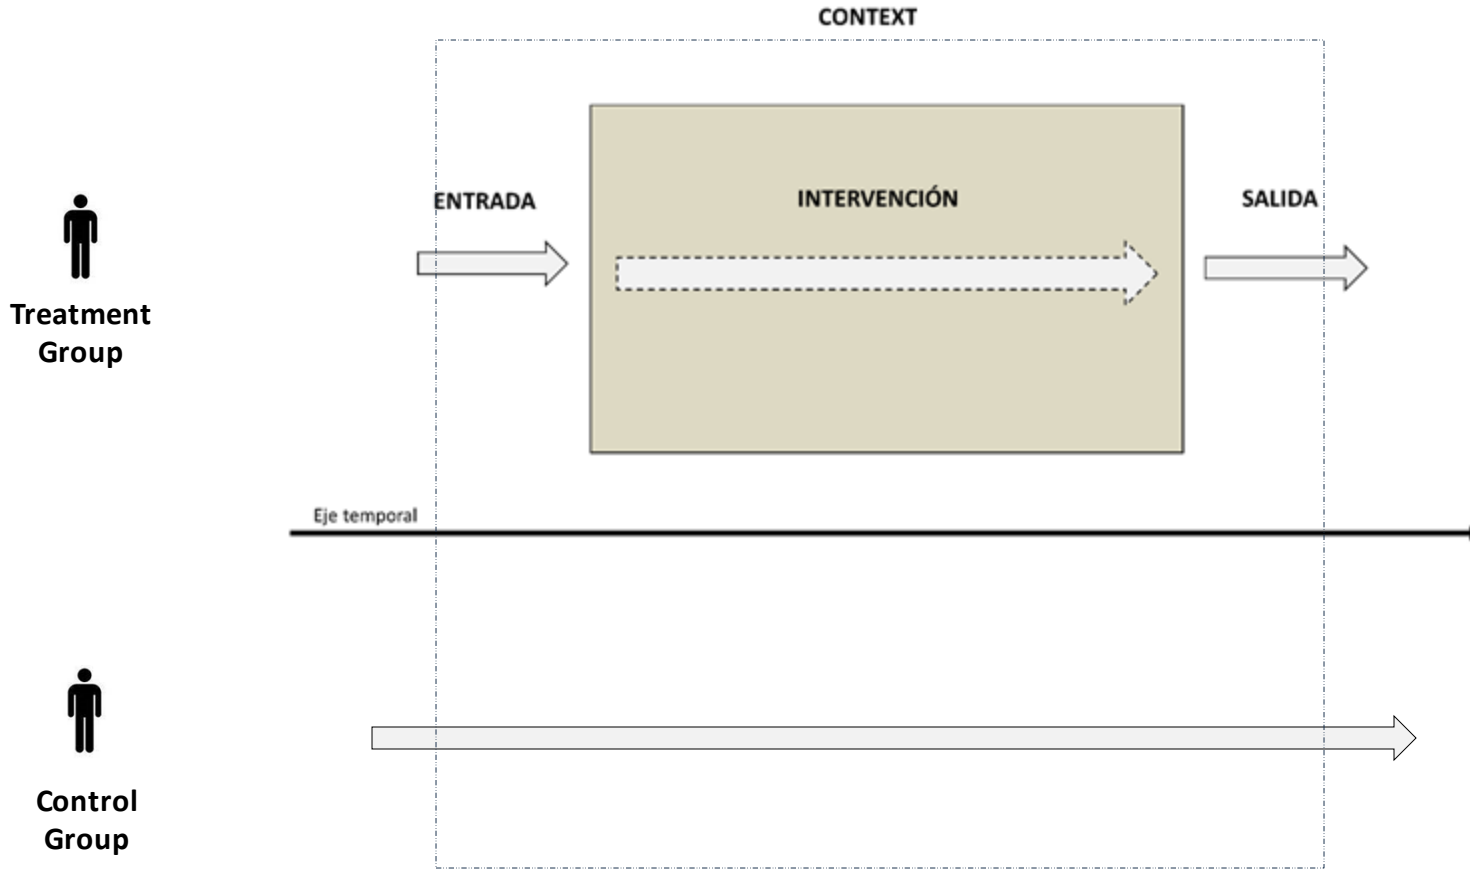 CONTEXT
ENTRADA
INTERVENCIÓN
SALIDA
Treatment
Group
Eje temporal
Control
Group